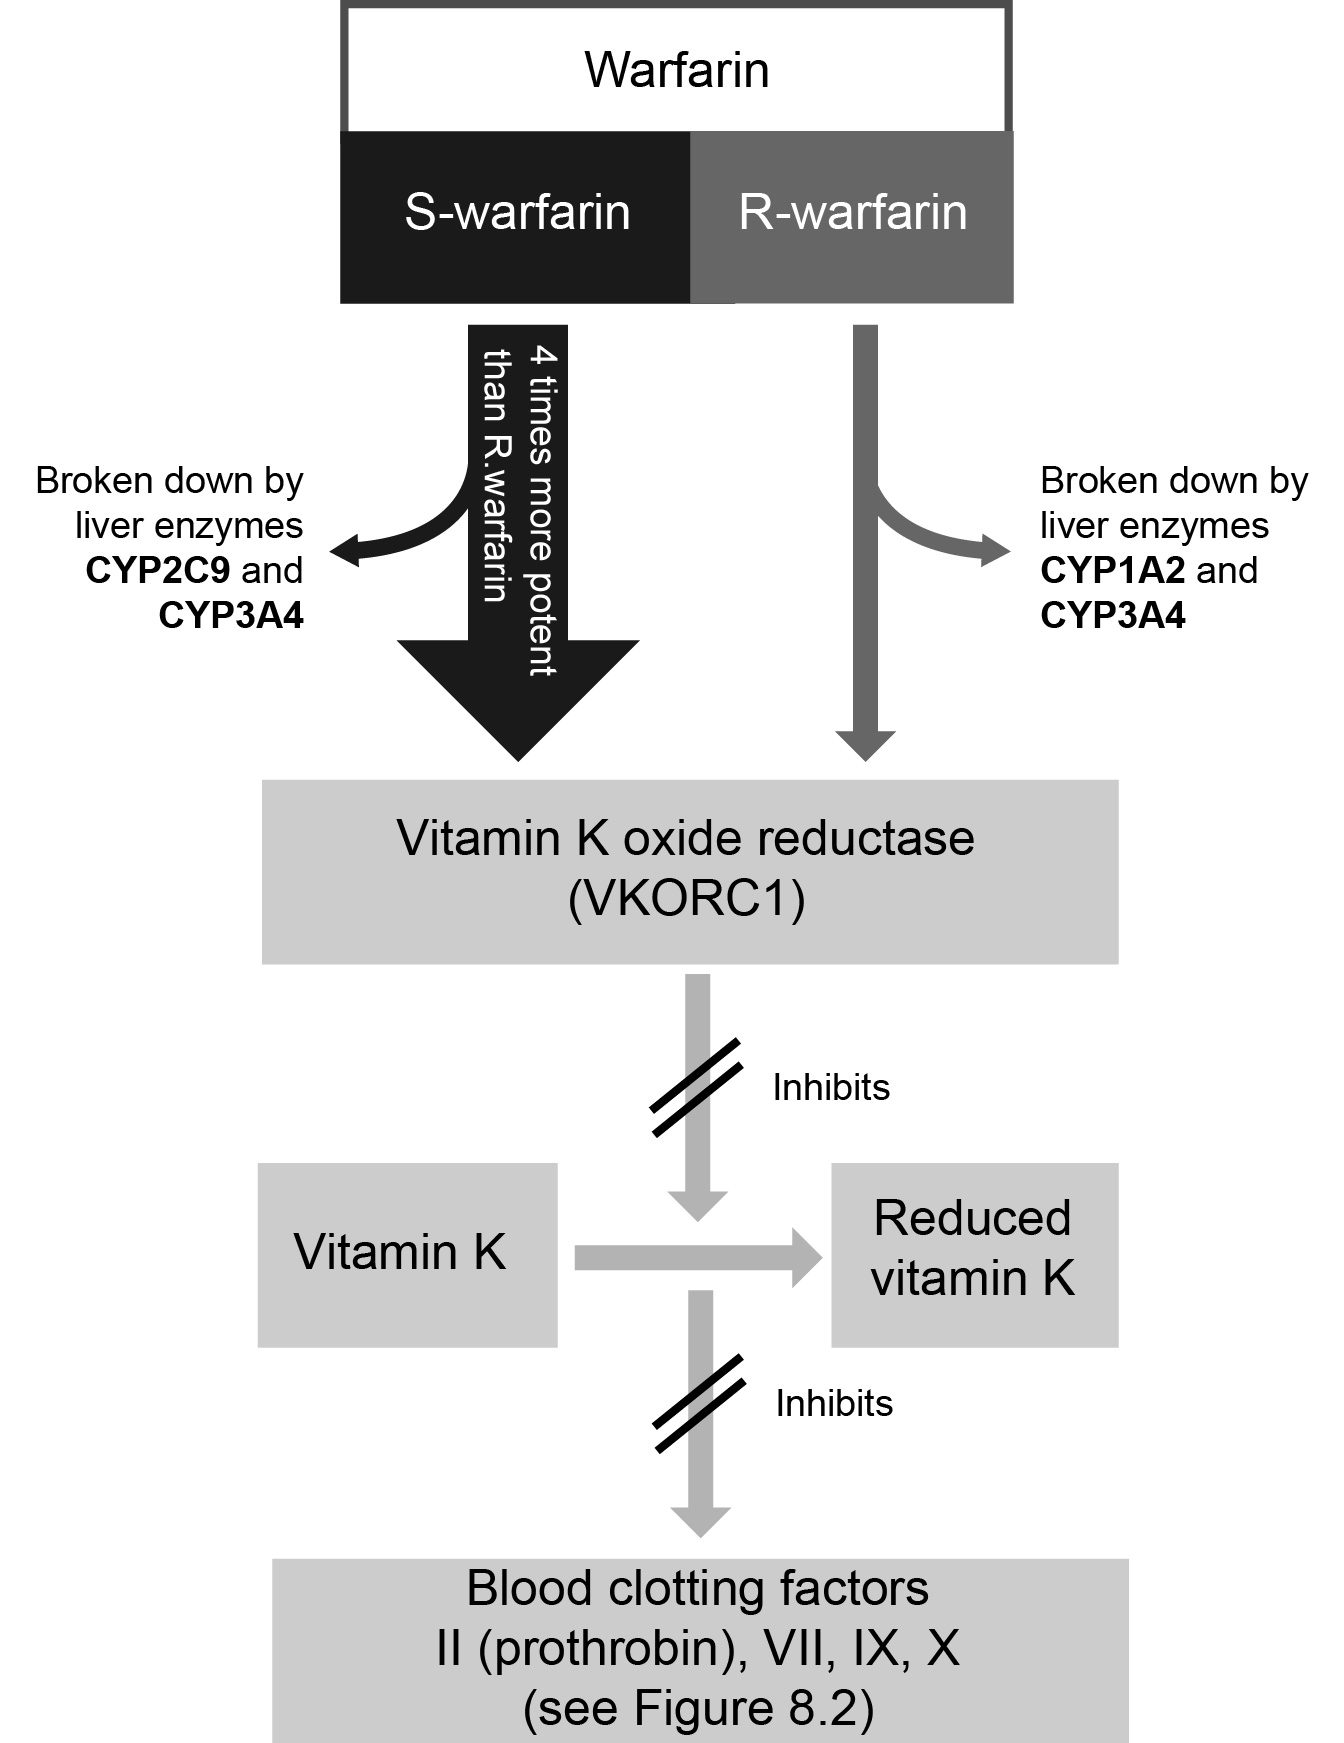 Warfarin
S-warfarin
R-warfarin
4 times more potent
than R.warfarin
Broken down by
liver enzymes
CYP2C9 and
CYP3A4
Broken down by
liver enzymes
CYP1A2 and
CYP3A4
Vitamin K oxide reductase
(VKORC1)
Inhibits
Vitamin K
Reduced
vitamin K
Inhibits
Blood clotting factors
II (prothrobin), VII, IX, X
(see Figure 8.2)